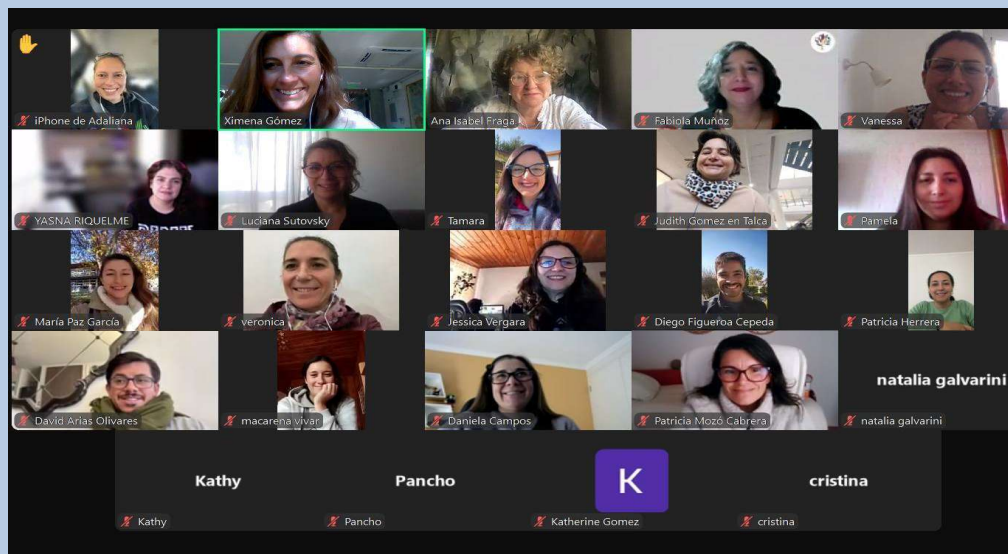 iPhone de Adaliana
Ximena Gómez
Ana Isabel Fraga K
Fabiola Muñoz
Vanessa
YASNA RIQUELME
Luciana Sutovsky
Tamara
Judith Gomez en Talca
Pamela
María Paz García
veronica
Jessica Vergara
Diego Figueroa Cepeda
Patricia Herrera
David Arias Olivares
macarena vivar
Daniela Campos
Patricia Mozó Cabrera
natalia galvarini
natalia galvarini
Kathy
Pancho
K
cristina
Kathy
Pancho
Katherine Gomez
cristina